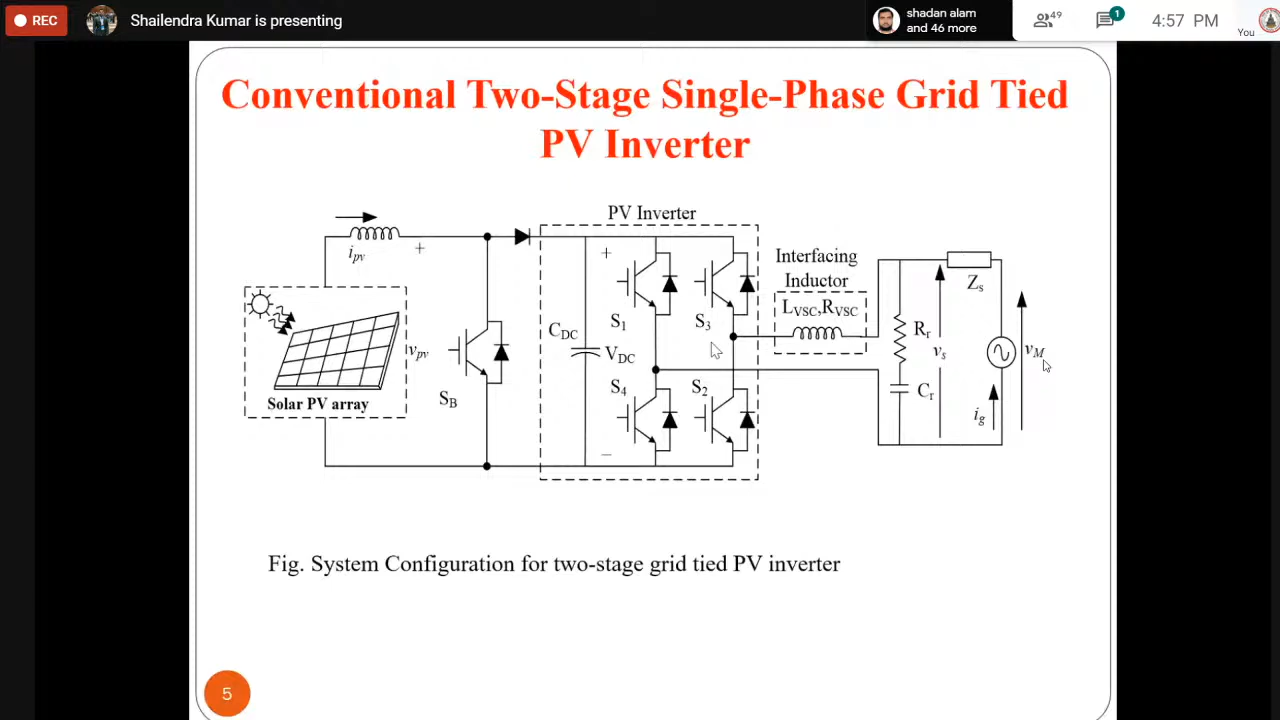 REC
Shailendra Kumar is presenting
shadan alam
and 46 more
49
1
4:57 PM
You
Conventional Two-Stage Single-Phase Grid Tied
PV Inverter
PV Inverter
ipv
+
+
Interfacing
Inductor
LVSC,RVSC
Zs
S1
S3
CDC
VDC
Rr
vs
vM
vpv
SB
S4
S2
Cr
ig
Solar PV array
−
Fig. System Configuration for two-stage grid tied PV inverter
5